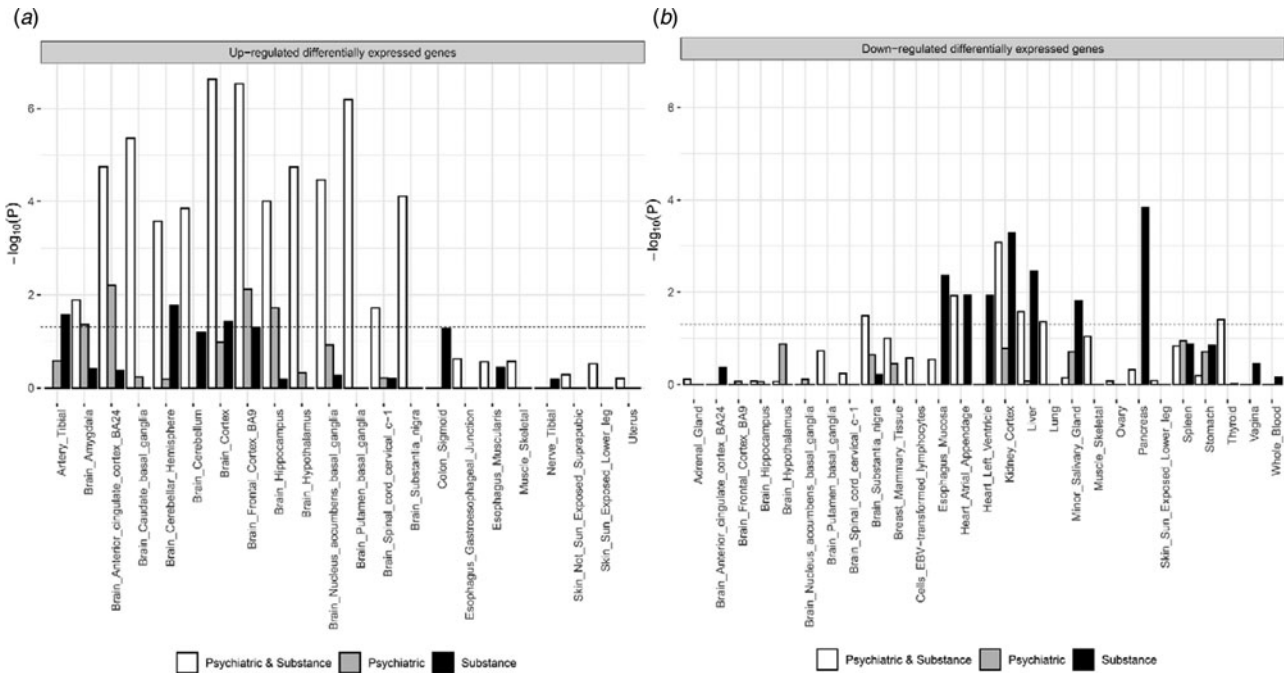 (a)
Up-regulated differentially expressed genes
6
4
2
0
−log10(P)
Artery_Tibial
Brain_Amygdala
Brain_Anterior_cingulate_cortex_BA24
Brain_Caudate_basal_ganglia
Brain_Cerebellar_Hemisphere
Brain_Cerebellum
Brain_Cortex
Brain_Frontal_Cortex_BA9
Brain_Hippocampus
Brain_Hypothalamus
Brain_Nucleus_accumbens_basal_ganglia
Brain_Putamen_basal_ganglia
Brain_Spinal_cord_cervical_c−1
Brain_Substantia_nigra
Colon_Sigmoid
Esophagus_Gastroesophageal_Junction
Esophagus_Muscularis
Muscle_Skeletal
Nerve_Tibial
Skin_Not_Sun_Exposed_Suprapubic
Skin_Sun_Exposed_Lower_leg
Uterus
Psychiatric & Substance
Psychiatric
Substance
(b)
Down-regulated differentially expressed genes
6
4
2
0
−log10(P)
Adrenal_Gland
Brain_Anterior_cingulate_cortex_BA24
Brain_Frontal_Cortex_BA9
Brain_Hippocampus
Brain_Hypothalamus
Brain_Nucleus_accumbens_basal_ganglia
Brain_Putamen_basal_ganglia
Brain_Spinal_cord_cervical_c−1
Brain_Substantia_nigra
Breast_Mammary_Tissue
Cells_EBV−transformed_lymphocytes
Esophagus_Mucosa
Heart_Atrial_Appendage
Heart_Left_Ventricle
Kidney_Cortex
Liver
Lung
Minor_Salivary_Gland
Muscle_Skeletal
Ovary
Pancreas
Skin_Sun_Exposed_Lower_leg
Spleen
Stomach
Thyroid
Vagina
Whole_Blood
Psychiatric & Substance
Psychiatric
Substance